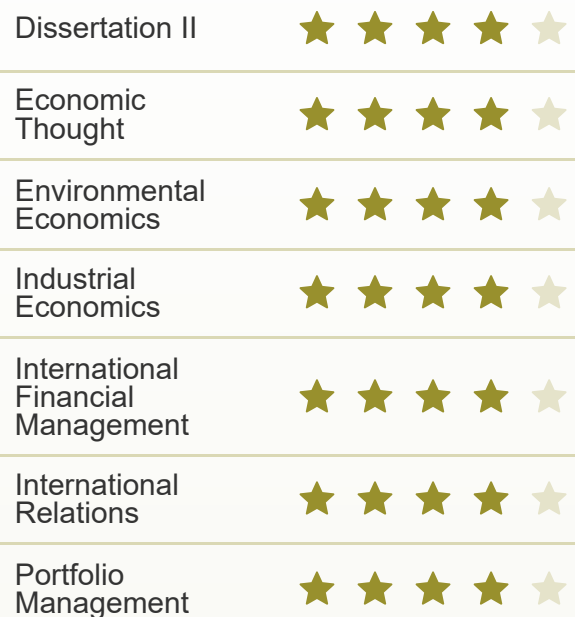 Dissertation II
Economic
Thought
Environmental
Economics
Industrial
Economics
International
Financial
Management
International
Relations
Portfolio
Management